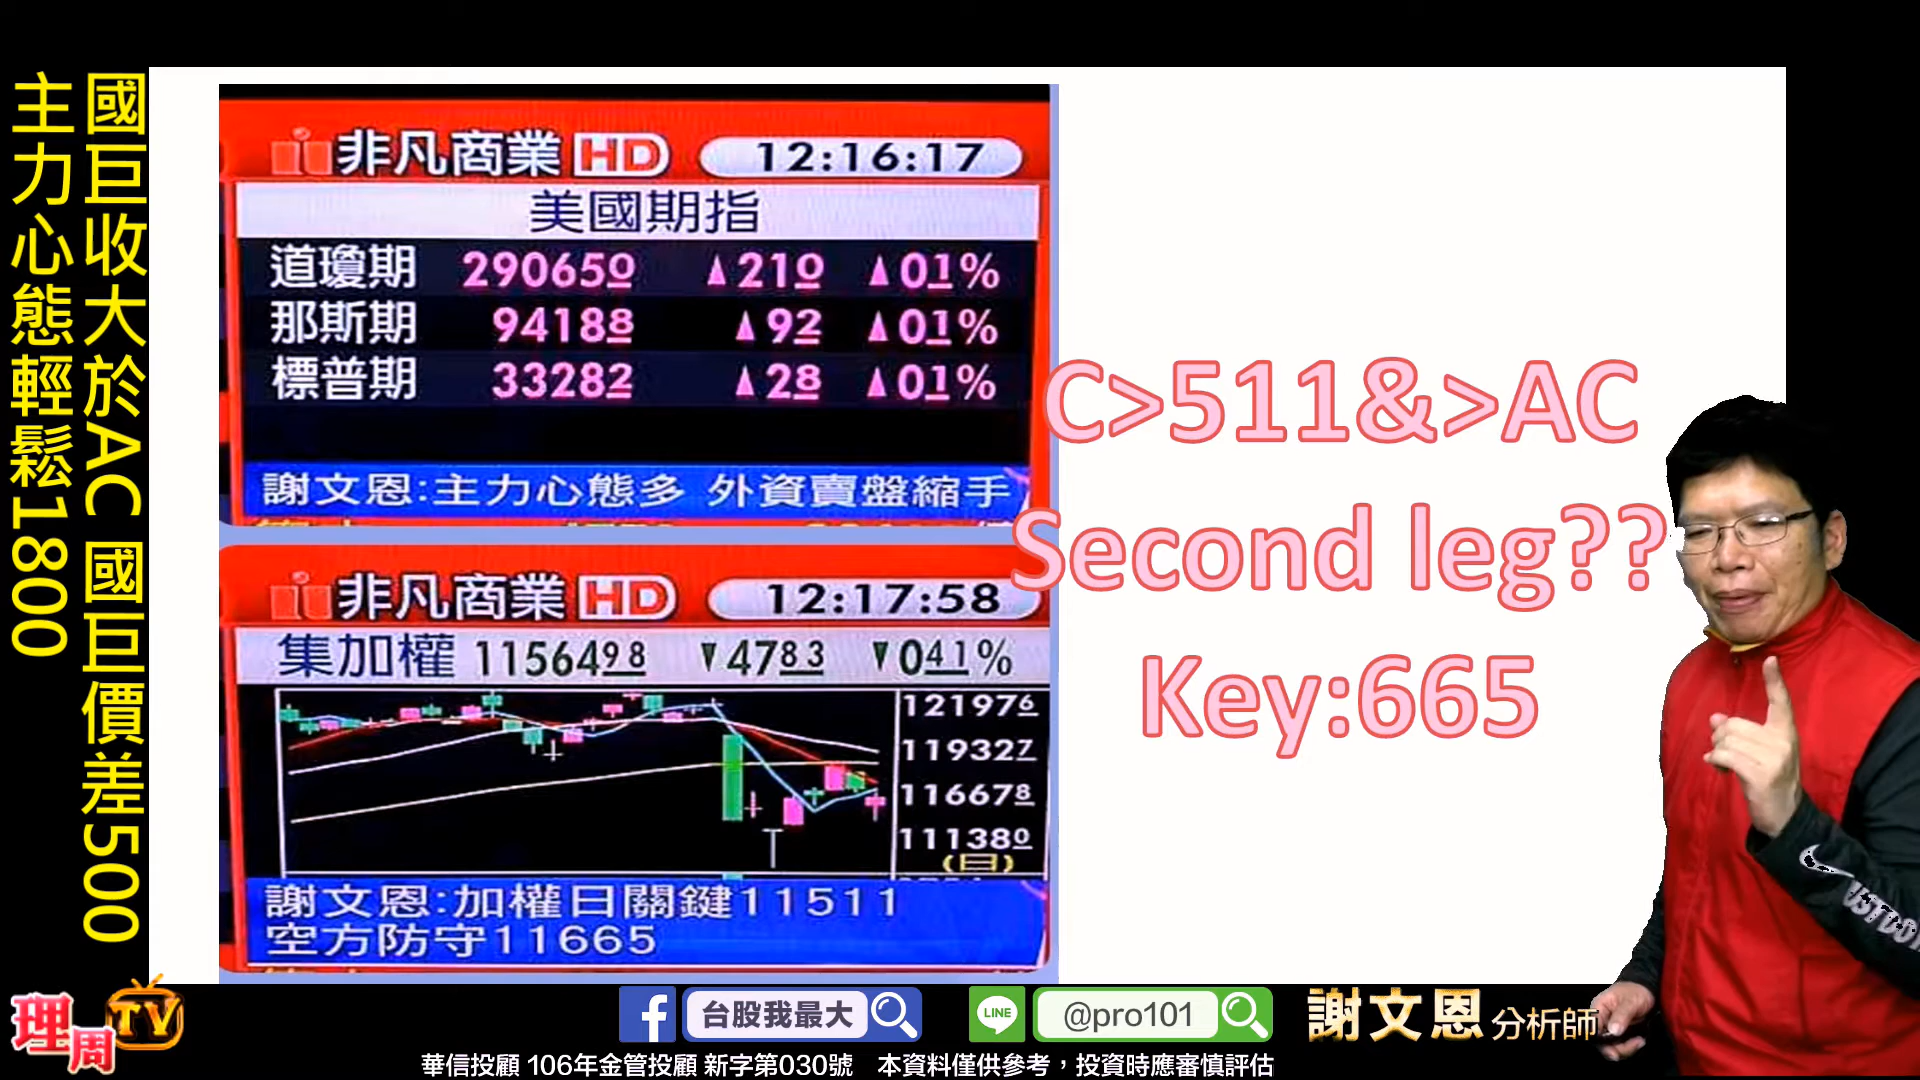 國巨收大於AC 國巨價差500
主力心態輕鬆1800
非凡商業HD 12:16:17
美國期指
道瓊期 290650 ▲210 ▲01%
那斯期 94188 ▲92 ▲01%
標普期 33282 ▲28 ▲01%
謝文恩:主力心態多 外資賣盤縮手
非凡商業HD 12:17:58
集加權 1156498 ▼4783 ▼041%
121976
119327
116678
111380
(日)
謝文恩:加權日關鍵11511
空方防守11665
C>511&>AC
Second leg??
Key:665
理周TV
台股我最大
LINE
@pro101
謝文恩 分析師
華信投顧 106年金管投顧 新字第030號 本資料僅供參考，投資時應審慎評估